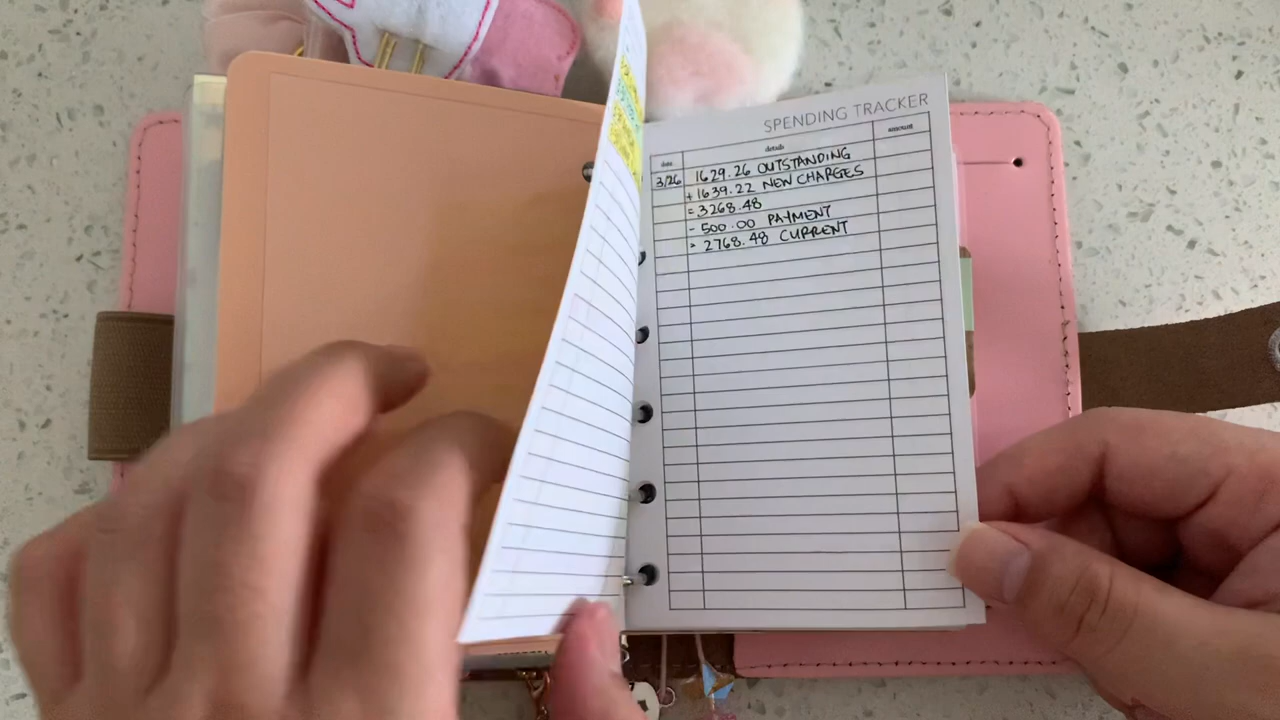 SPENDING TRACKER
date details amount
3/26 1629.26 OUTSTANDING
+ 1639.22 NEW CHARGES
= 3268.48
- 500.00 PAYMENT
= 2768.48 CURRENT